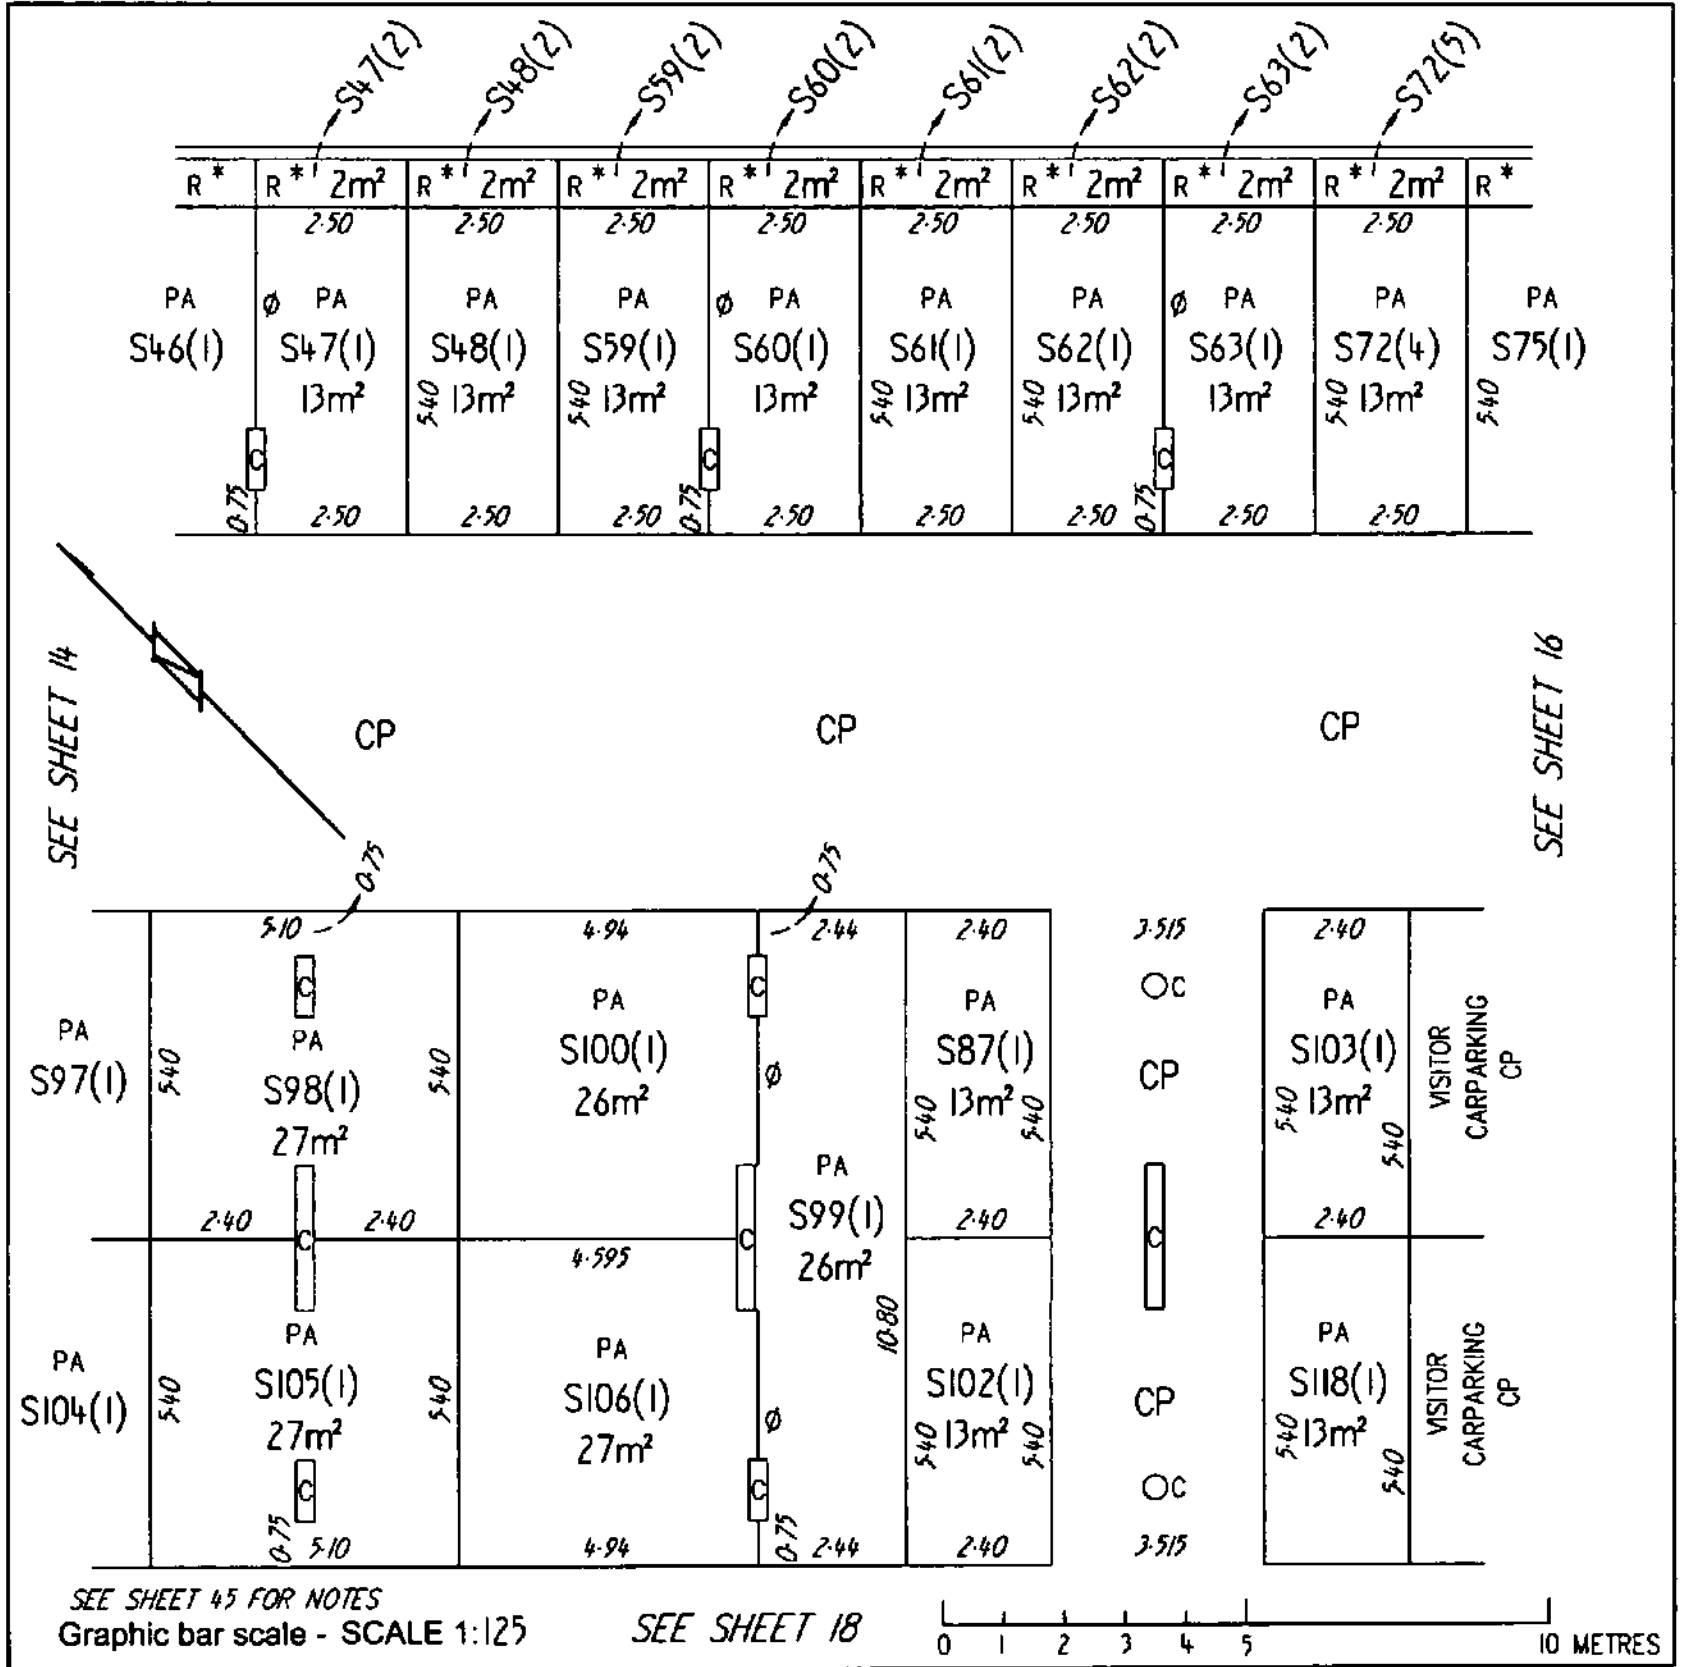 S47(2) S48(2) S59(2) S60(2) S61(2) S62(2) S63(2) S72(5)
R* R* 2m² R* 2m² R* 2m² R* 2m² R* 2m² R* 2m² R* 2m² R* 2m² R*
2.50 2.50 2.50 2.50 2.50 2.50 2.50 2.50
PA Ø PA PA PA Ø PA PA PA Ø PA PA PA
S46(1) S47(1) S48(1) S59(1) S60(1) S61(1) S62(1) S63(1) S72(4) S75(1)
13m² 5.40 13m² 5.40 13m² 13m² 5.40 13m² 5.40 13m² 13m² 5.40 13m² 5.40
C C C
0.75 0.75 0.75
2.50 2.50 2.50 2.50 2.50 2.50 2.50 2.50
SEE SHEET 14
CP CP CP
SEE SHEET 16
0.75 0.75
5.10 4.94 2.44 2.40 3.515 2.40
C C C
PA PA PA
PA S100(1) S87(1) CP S103(1)
S97(1) 5.40 PA 5.40 26m² Ø 5.40 13m² 5.40 5.40 13m² 5.40
S98(1)
27m²
VISITOR
CARPARKING
CP
PA
S99(1)
26m²
10.80
2.40 2.40 2.40 2.40
C C C
4.595
PA PA PA PA PA
S104(1) 5.40 S105(1) 5.40 S106(1) Ø S102(1) CP S118(1)
27m² 27m² 5.40 13m² 5.40 5.40 13m² 5.40
VISITOR
CARPARKING
CP
C C C
0.75 5.10 4.94 0.75 2.44 2.40 3.515
SEE SHEET 45 FOR NOTES
Graphic bar scale - SCALE 1:125
SEE SHEET 18
0 1 2 3 4 5 10 METRES